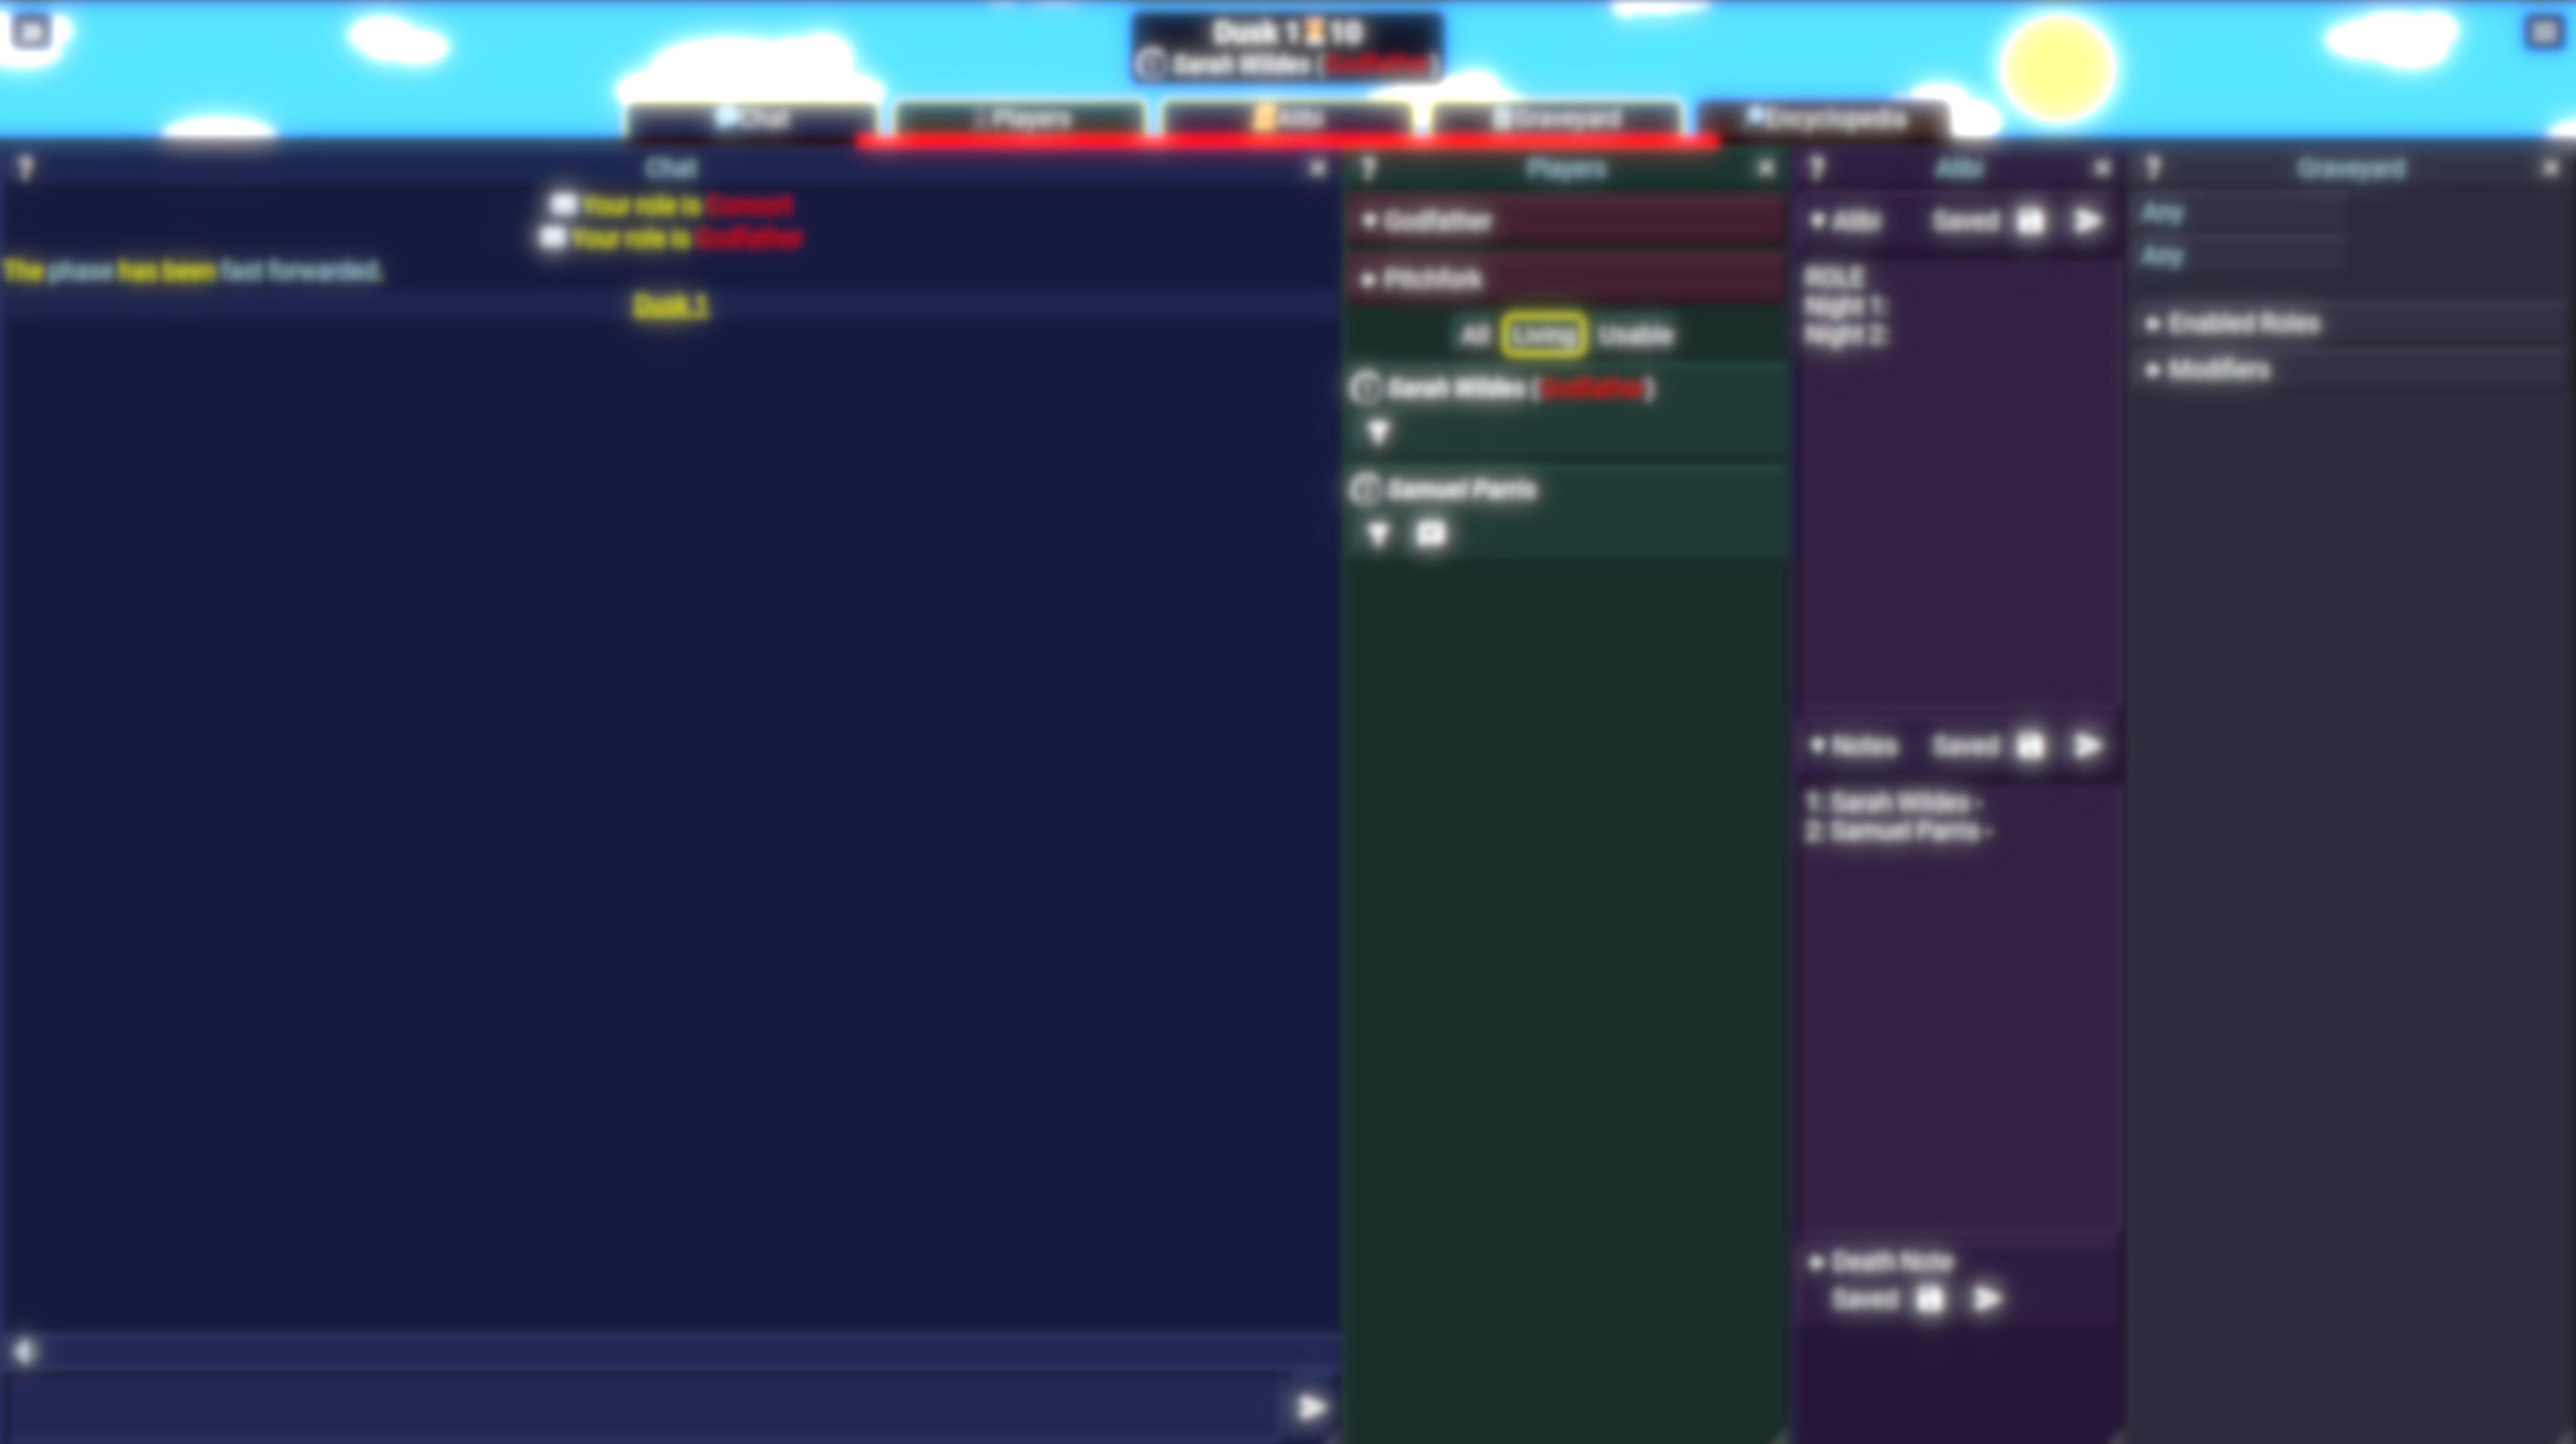 Dusk 1 ⌛10
Sarah Wildes (Godfather)
Chat
Players
Alibi
Graveyard
Encyclopedia
? Chat ×
Your role is Consort
Your role is Godfather
The phase has been fast forwarded.
Dusk 1
? Players ×
▼ Godfather
► Pitchfork
All Living Usable
1 Sarah Wildes (Godfather)
2 Samuel Parris
? Alibi ×
▼ Alibi Saved
ROLE
Night 1:
Night 2:
▼ Notes Saved
1: Sarah Wildes -
2: Samuel Parris -
► Death Note
Saved
? Graveyard ×
Any
Any
► Enabled Roles
► Modifiers